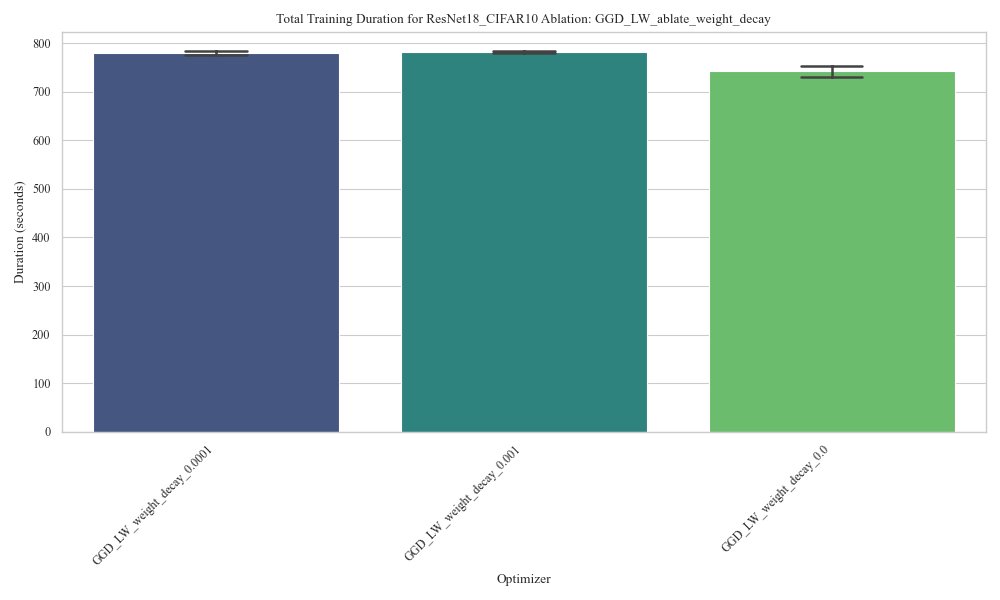 Total Training Duration for ResNet18_CIFAR10 Ablation: GGD_LW_ablate_weight_decay
800
700
600
500
400
300
200
100
0
Duration (seconds)
GGD_LW_weight_decay_0.0001
GGD_LW_weight_decay_0.001
GGD_LW_weight_decay_0.0
Optimizer